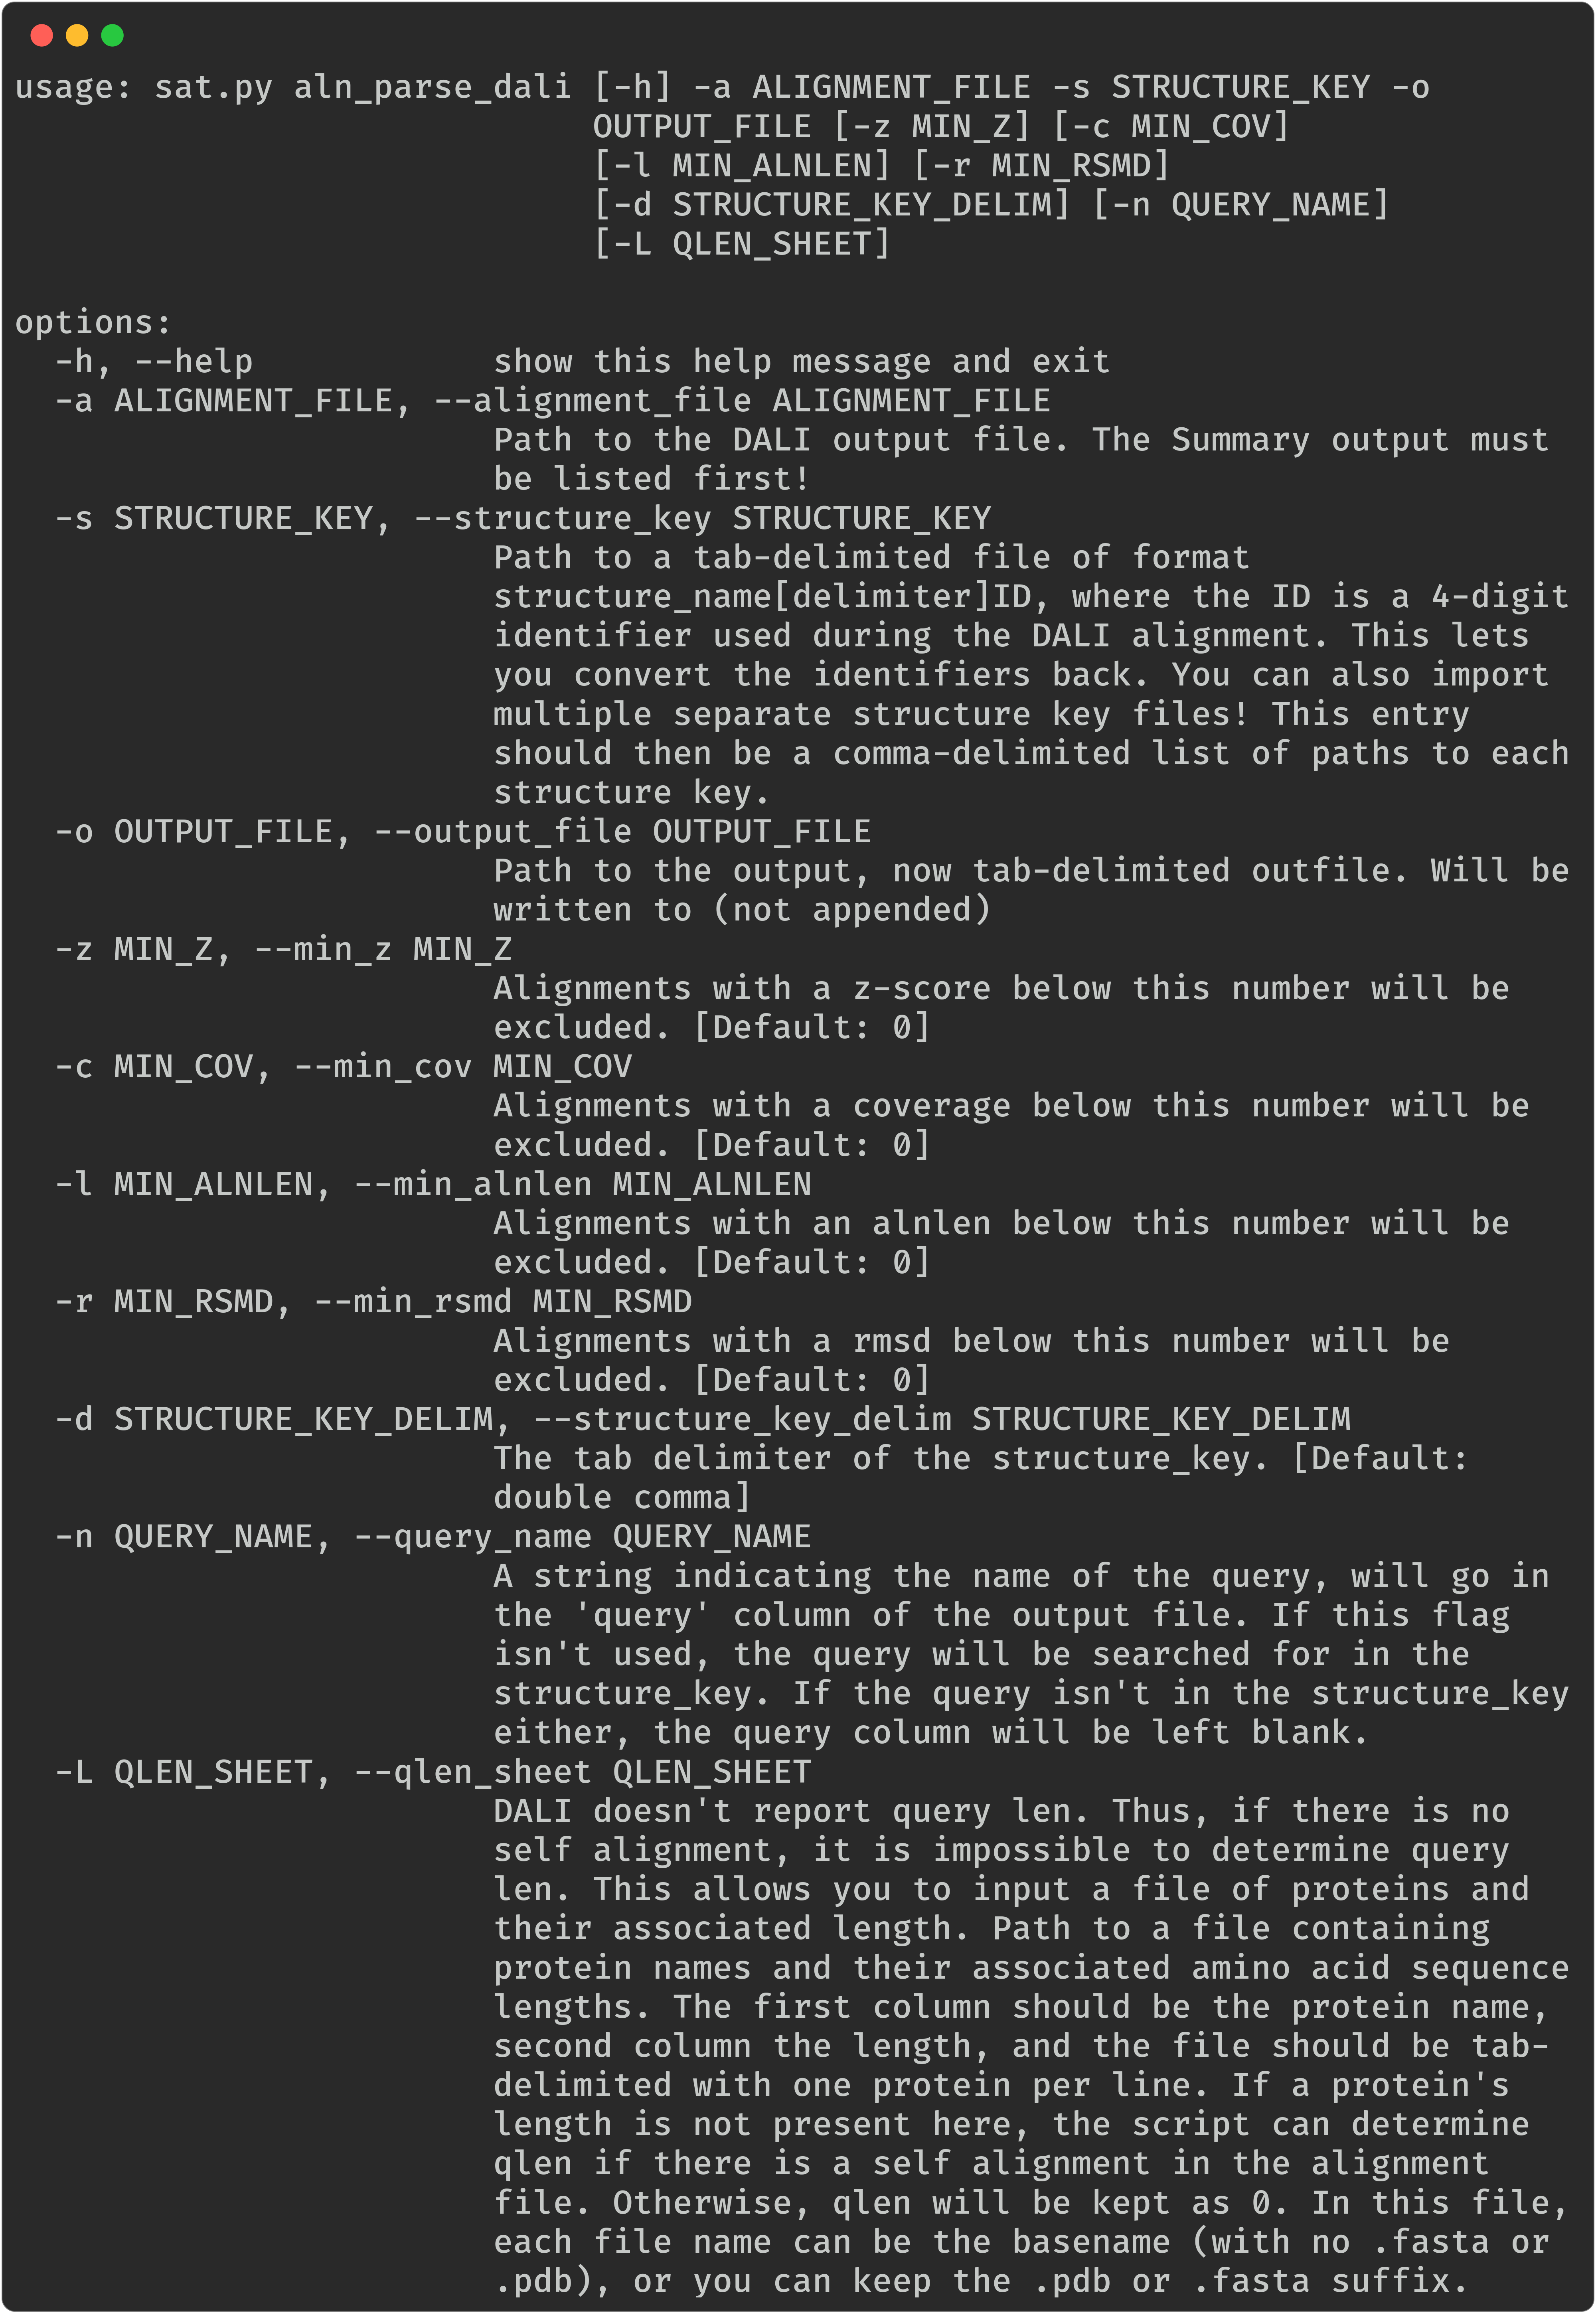 usage: sat.py aln_parse_dali [-h] -a ALIGNMENT_FILE -s STRUCTURE_KEY -o
OUTPUT_FILE [-z MIN_Z] [-c MIN_COV]
[-l MIN_ALNLEN] [-r MIN_RSMD]
[-d STRUCTURE_KEY_DELIM] [-n QUERY_NAME]
[-L QLEN_SHEET]
options:
-h, --help show this help message and exit
-a ALIGNMENT_FILE, --alignment_file ALIGNMENT_FILE
Path to the DALI output file. The Summary output must
be listed first!
-s STRUCTURE_KEY, --structure_key STRUCTURE_KEY
Path to a tab-delimited file of format
structure_name[delimiter]ID, where the ID is a 4-digit
identifier used during the DALI alignment. This lets
you convert the identifiers back. You can also import
multiple separate structure key files! This entry
should then be a comma-delimited list of paths to each
structure key.
-o OUTPUT_FILE, --output_file OUTPUT_FILE
Path to the output, now tab-delimited outfile. Will be
written to (not appended)
-z MIN_Z, --min_z MIN_Z
Alignments with a z-score below this number will be
excluded. [Default: 0]
-c MIN_COV, --min_cov MIN_COV
Alignments with a coverage below this number will be
excluded. [Default: 0]
-l MIN_ALNLEN, --min_alnlen MIN_ALNLEN
Alignments with an alnlen below this number will be
excluded. [Default: 0]
-r MIN_RSMD, --min_rsmd MIN_RSMD
Alignments with a rmsd below this number will be
excluded. [Default: 0]
-d STRUCTURE_KEY_DELIM, --structure_key_delim STRUCTURE_KEY_DELIM
The tab delimiter of the structure_key. [Default:
double comma]
-n QUERY_NAME, --query_name QUERY_NAME
A string indicating the name of the query, will go in
the 'query' column of the output file. If this flag
isn't used, the query will be searched for in the
structure_key. If the query isn't in the structure_key
either, the query column will be left blank.
-L QLEN_SHEET, --qlen_sheet QLEN_SHEET
DALI doesn't report query len. Thus, if there is no
self alignment, it is impossible to determine query
len. This allows you to input a file of proteins and
their associated length. Path to a file containing
protein names and their associated amino acid sequence
lengths. The first column should be the protein name,
second column the length, and the file should be tab-
delimited with one protein per line. If a protein's
length is not present here, the script can determine
qlen if there is a self alignment in the alignment
file. Otherwise, qlen will be kept as 0. In this file,
each file name can be the basename (with no .fasta or
.pdb), or you can keep the .pdb or .fasta suffix.